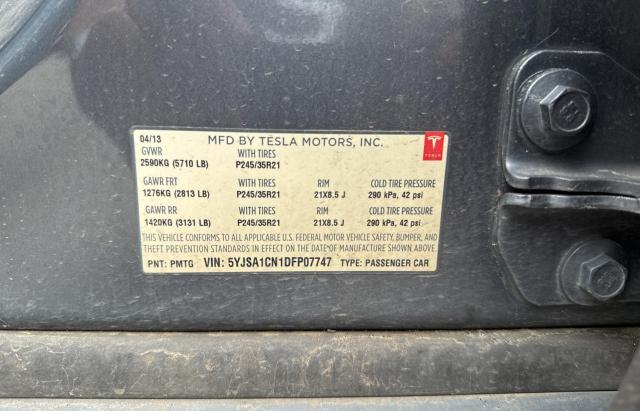 04/13 MFD BY TESLA MOTORS, INC.
GVWR WITH TIRES
2590KG (5710 LB) P245/35R21
GAWR FRT WITH TIRES RIM COLD TIRE PRESSURE
1276KG (2813 LB) P245/35R21 21X8.5 J 290 kPa, 42 psi
GAWR RR WITH TIRES RIM COLD TIRE PRESSURE
1420KG (3131 LB) P245/35R21 21X8.5 J 290 kPa, 42 psi
THIS VEHICLE CONFORMS TO ALL APPLICABLE U.S. FEDERAL MOTOR VEHICLE SAFETY, BUMPER, AND
THEFT PREVENTION STANDARDS IN EFFECT ON THE DATE OF MANUFACTURE SHOWN ABOVE.
PNT: PMTG VIN: 5YJSA1CN1DFP07747 TYPE: PASSENGER CAR
TESLA